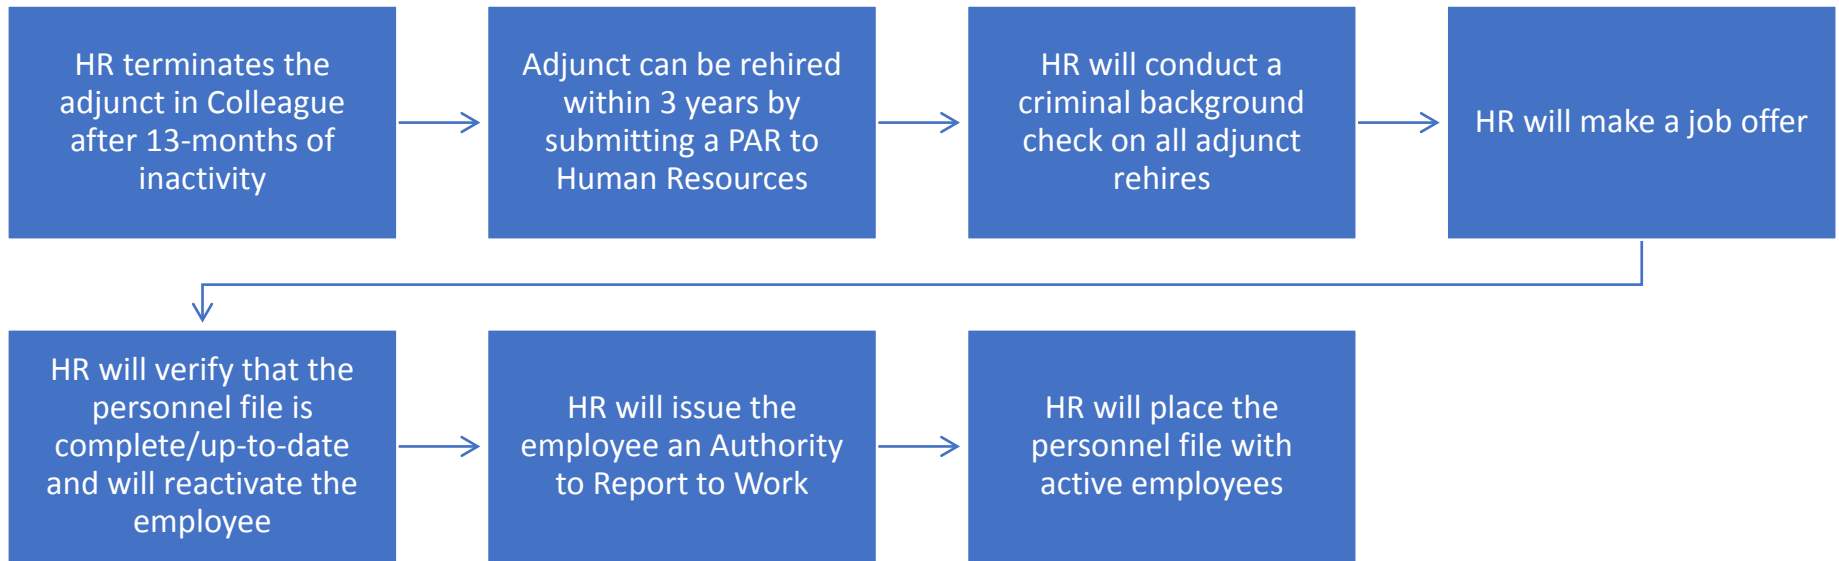 HR terminates the
adjunct in Colleague
after 13-months of
inactivity
Adjunct can be rehired
within 3 years by
submitting a PAR to
Human Resources
HR will conduct a
criminal background
check on all adjunct
rehires
HR will make a job offer
HR will verify that the
personnel file is
complete/up-to-date
and will reactivate the
employee
HR will issue the
employee an Authority
to Report to Work
HR will place the
personnel file with
active employees